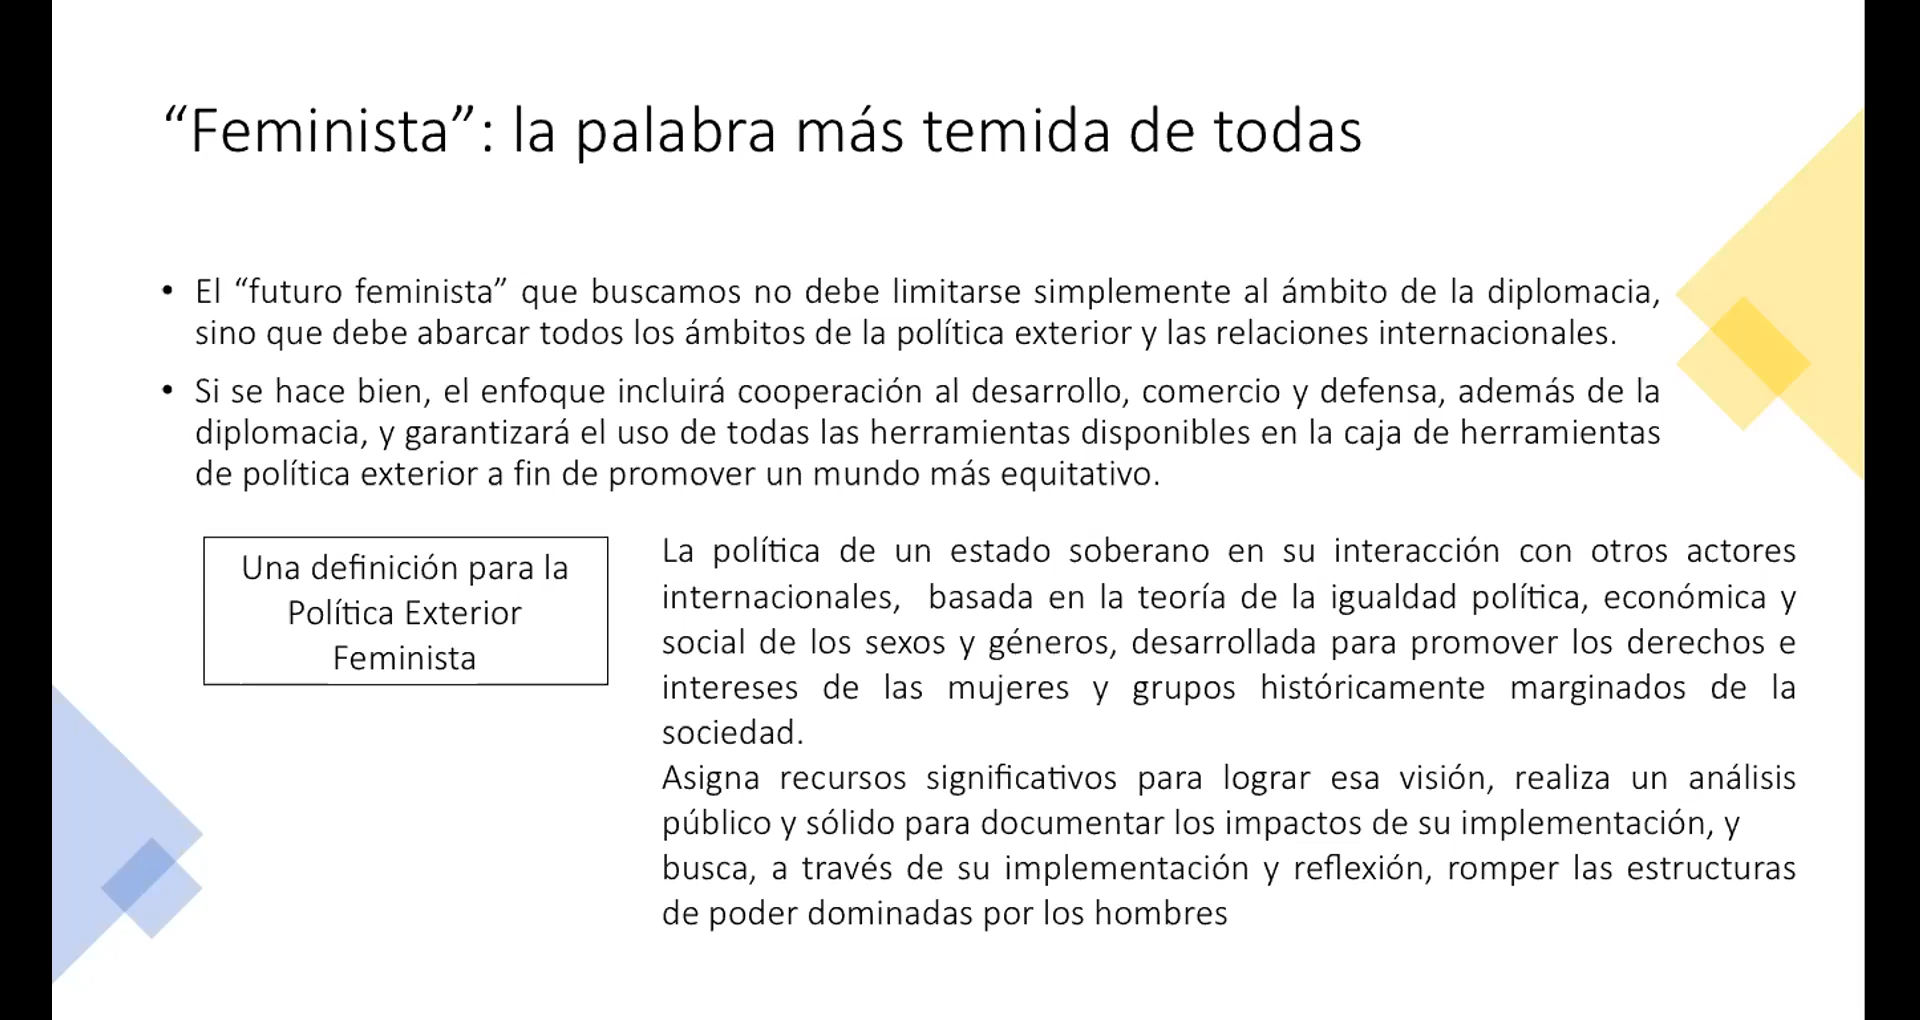 “Feminista”: la palabra más temida de todas
• El “futuro feminista” que buscamos no debe limitarse simplemente al ámbito de la diplomacia,
sino que debe abarcar todos los ámbitos de la política exterior y las relaciones internacionales.
• Si se hace bien, el enfoque incluirá cooperación al desarrollo, comercio y defensa, además de la
diplomacia, y garantizará el uso de todas las herramientas disponibles en la caja de herramientas
de política exterior a fin de promover un mundo más equitativo.
Una definición para la
Política Exterior
Feminista
La política de un estado soberano en su interacción con otros actores
internacionales, basada en la teoría de la igualdad política, económica y
social de los sexos y géneros, desarrollada para promover los derechos e
intereses de las mujeres y grupos históricamente marginados de la
sociedad.
Asigna recursos significativos para lograr esa visión, realiza un análisis
público y sólido para documentar los impactos de su implementación, y
busca, a través de su implementación y reflexión, romper las estructuras
de poder dominadas por los hombres